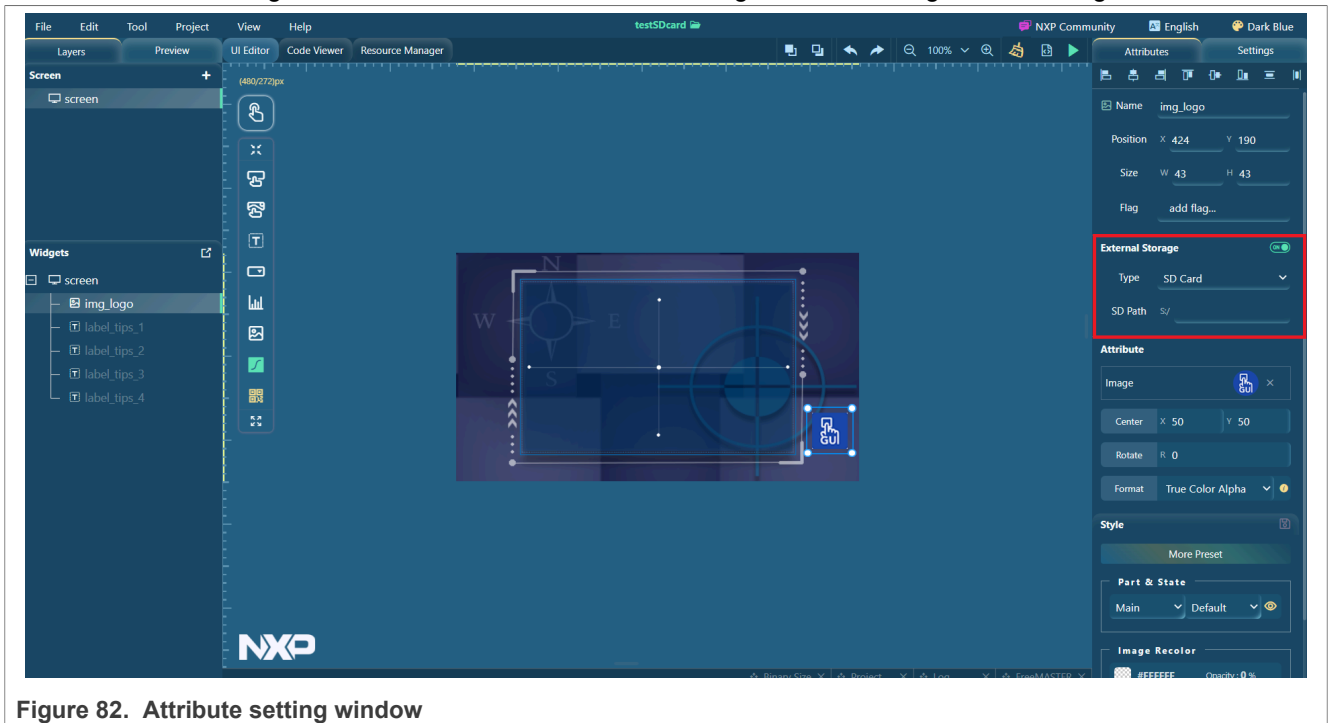 File Edit Tool Project View Help testSDcard NXP Community English Dark Blue
Layers Preview UI Editor Code Viewer Resource Manager 100% Attributes Settings
Screen +
screen
(480/272)px
Name img_logo
Position X 424 Y 190
Size W 43 H 43
Flag add flag...
Widgets
External Storage ON
screen
Type SD Card
img_logo
SD Path S:/
label_tips_1
label_tips_2
label_tips_3
label_tips_4
N
W E
S
GUI
Attribute
Image GUI ×
Center X 50 Y 50
Rotate R 0
Format True Color Alpha
Style
More Preset
Part & State
Main Default
Image Recolor
#FFFFFF Opacity : 0 %
NXP
Binary Size X Project X Log X FreeMASTER X
Figure 82. Attribute setting window